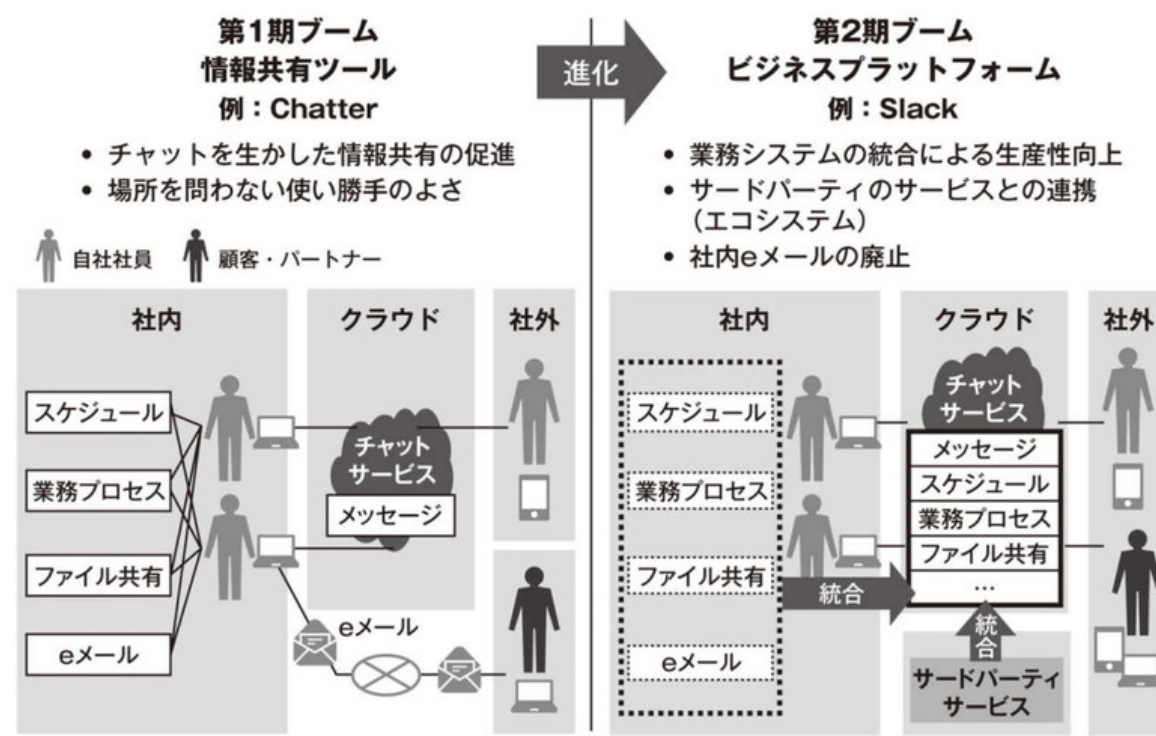 第1期ブーム
情報共有ツール
例：Chatter
• チャットを生かした情報共有の促進
• 場所を問わない使い勝手のよさ
自社社員
顧客・パートナー
社内
クラウド
社外
スケジュール
業務プロセス
ファイル共有
eメール
チャット
サービス
メッセージ
eメール
進化
第2期ブーム
ビジネスプラットフォーム
例：Slack
• 業務システムの統合による生産性向上
• サードパーティのサービスとの連携
（エコシステム）
• 社内eメールの廃止
社内
クラウド
社外
スケジュール
業務プロセス
ファイル共有
eメール
統合
チャット
サービス
メッセージ
スケジュール
業務プロセス
ファイル共有
…
統合
サードパーティ
サービス